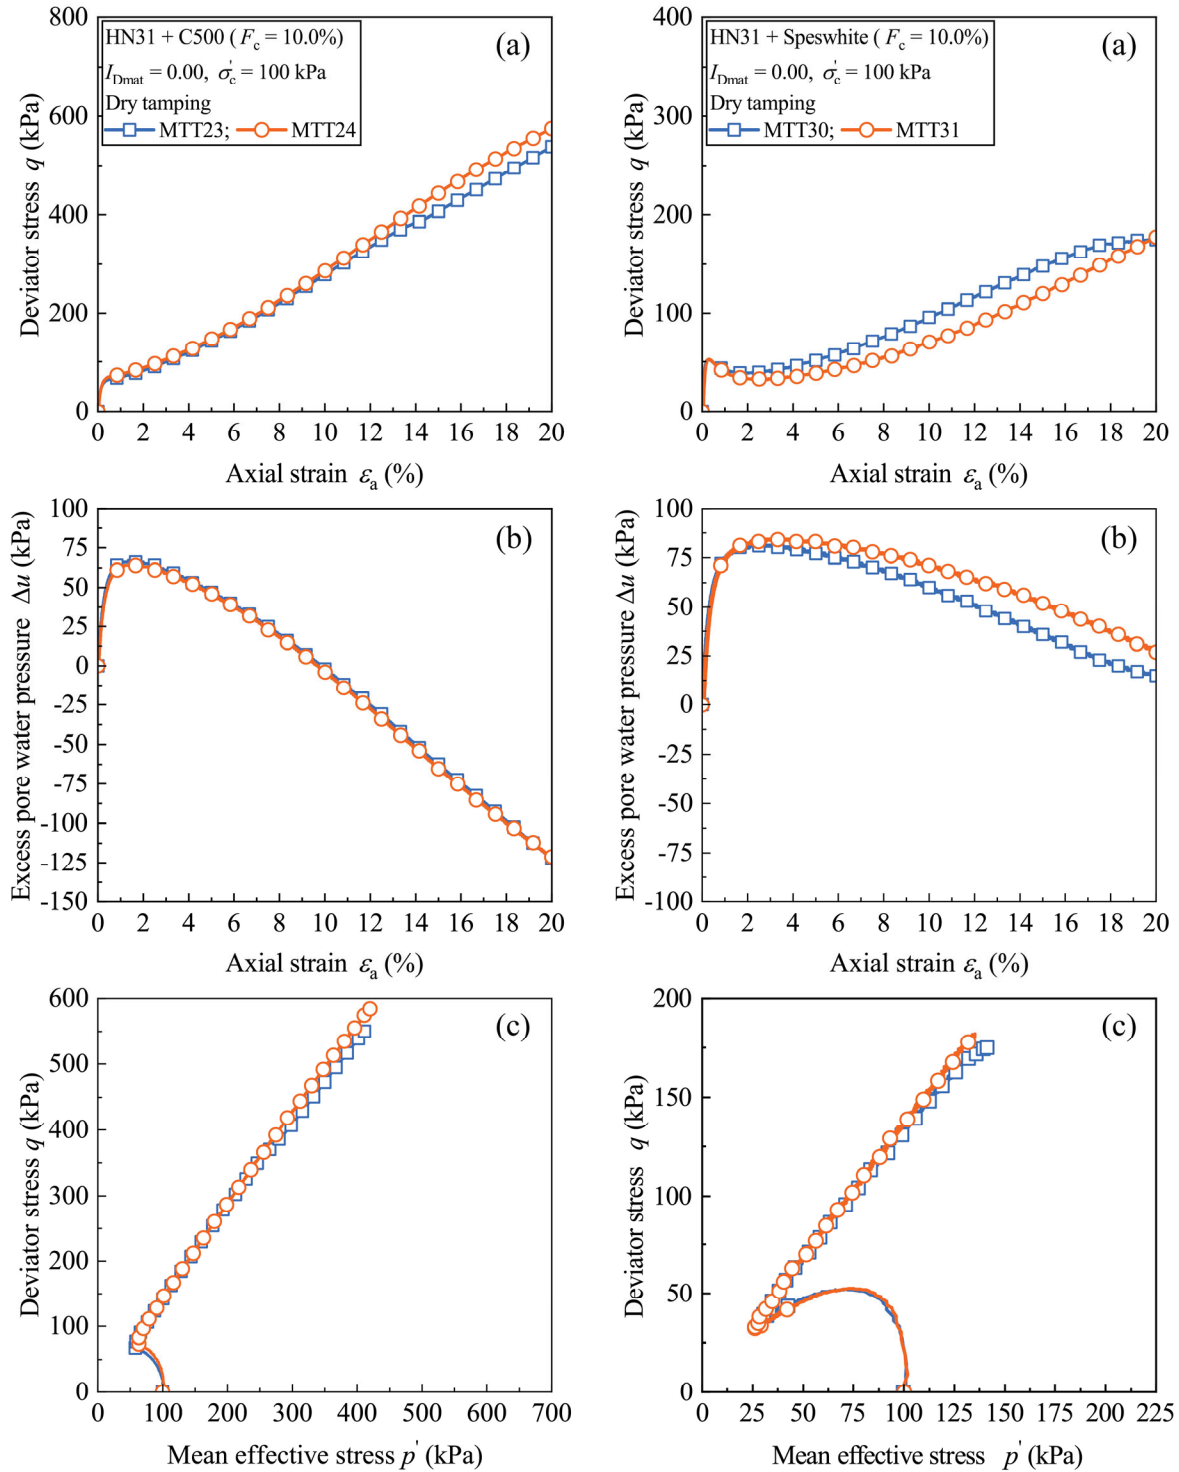 HN31 + C500 ( Fc = 10.0%)
IDmat = 0.00, σ'c = 100 kPa
Dry tamping
MTT23; MTT24
(a)
800
600
400
200
0
Deviator stress q (kPa)
0 2 4 6 8 10 12 14 16 18 20
Axial strain εa (%)
HN31 + Speswhite ( Fc = 10.0%)
IDmat = 0.00, σ'c = 100 kPa
Dry tamping
MTT30; MTT31
(a)
400
300
200
100
0
Deviator stress q (kPa)
0 2 4 6 8 10 12 14 16 18 20
Axial strain εa (%)
(b)
100
75
50
25
0
-25
-50
-75
-100
-125
-150
Excess pore water pressure Δu (kPa)
0 2 4 6 8 10 12 14 16 18 20
Axial strain εa (%)
(b)
100
75
50
25
0
-25
-50
-75
-100
Excess pore water pressure Δu (kPa)
0 2 4 6 8 10 12 14 16 18 20
Axial strain εa (%)
(c)
600
500
400
300
200
100
0
Deviator stress q (kPa)
0 100 200 300 400 500 600 700
Mean effective stress p' (kPa)
(c)
200
150
100
50
0
Deviator stress q (kPa)
0 25 50 75 100 125 150 175 200 225
Mean effective stress p' (kPa)